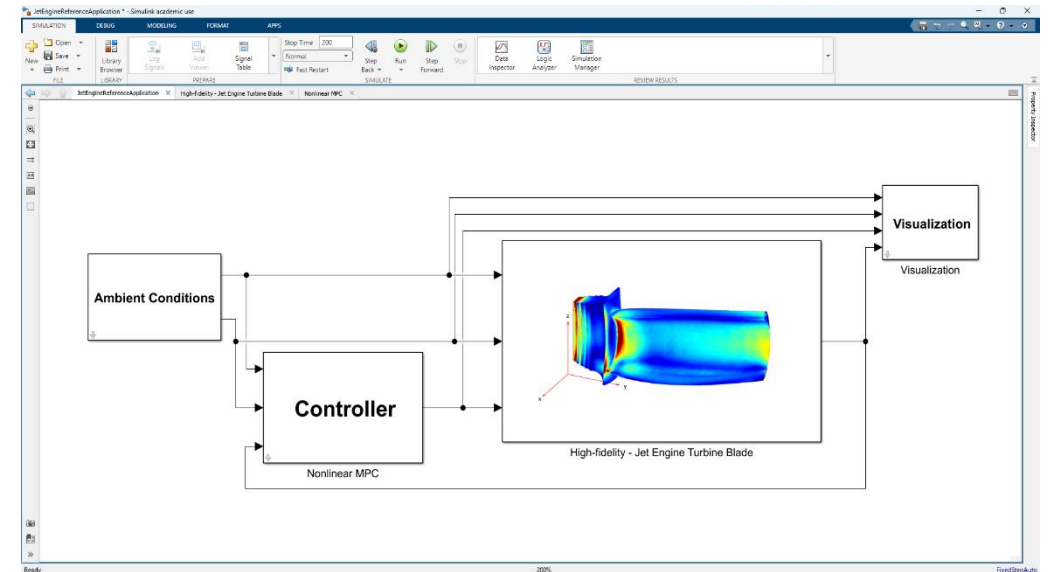 JetEngineReferenceApplication * - Simulink academic use
SIMULATION DEBUG MODELING FORMAT APPS
New
Open
Save
Print
FILE
Library Browser
LIBRARY
Log Signals
Add Viewer
Signal Table
PREPARE
Stop Time 200
Normal
Fast Restart
Step Back
Run
Step Forward
Stop
SIMULATE
Data Inspector
Logic Analyzer
Simulation Manager
REVIEW RESULTS
JetEngineReferenceApplication × High-fidelity - Jet Engine Turbine Blade × Nonlinear MPC ×
Property Inspector
Visualization
Visualization
Ambient Conditions
Z
Y
X
Controller
High-fidelity - Jet Engine Turbine Blade
Nonlinear MPC
Ready 200% FixedStepAuto